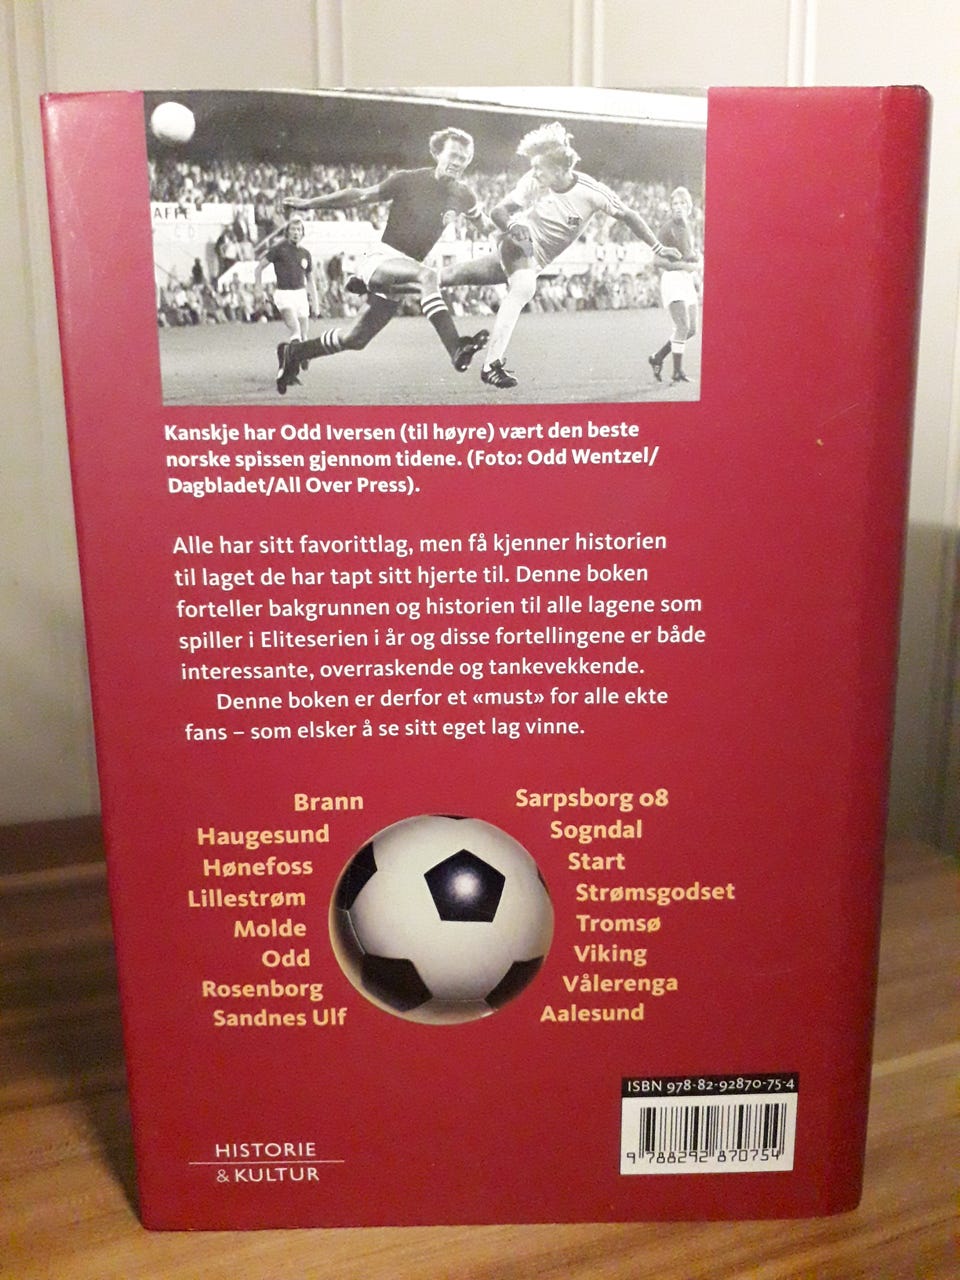 AFFE
Kanskje har Odd Iversen (til høyre) vært den beste
norske spissen gjennom tidene. (Foto: Odd Wentzel/
Dagbladet/All Over Press).
Alle har sitt favorittlag, men få kjenner historien
til laget de har tapt sitt hjerte til. Denne boken
forteller bakgrunnen og historien til alle lagene som
spiller i Eliteserien i år og disse fortellingene er både
interessante, overraskende og tankevekkende.
Denne boken er derfor et «must» for alle ekte
fans – som elsker å se sitt eget lag vinne.
Brann
Haugesund
Hønefoss
Lillestrøm
Molde
Odd
Rosenborg
Sandnes Ulf
Sarpsborg 08
Sogndal
Start
Strømsgodset
Tromsø
Viking
Vålerenga
Aalesund
ISBN 978-82-92870-75-4
9 788292 870754
HISTORIE
& KULTUR